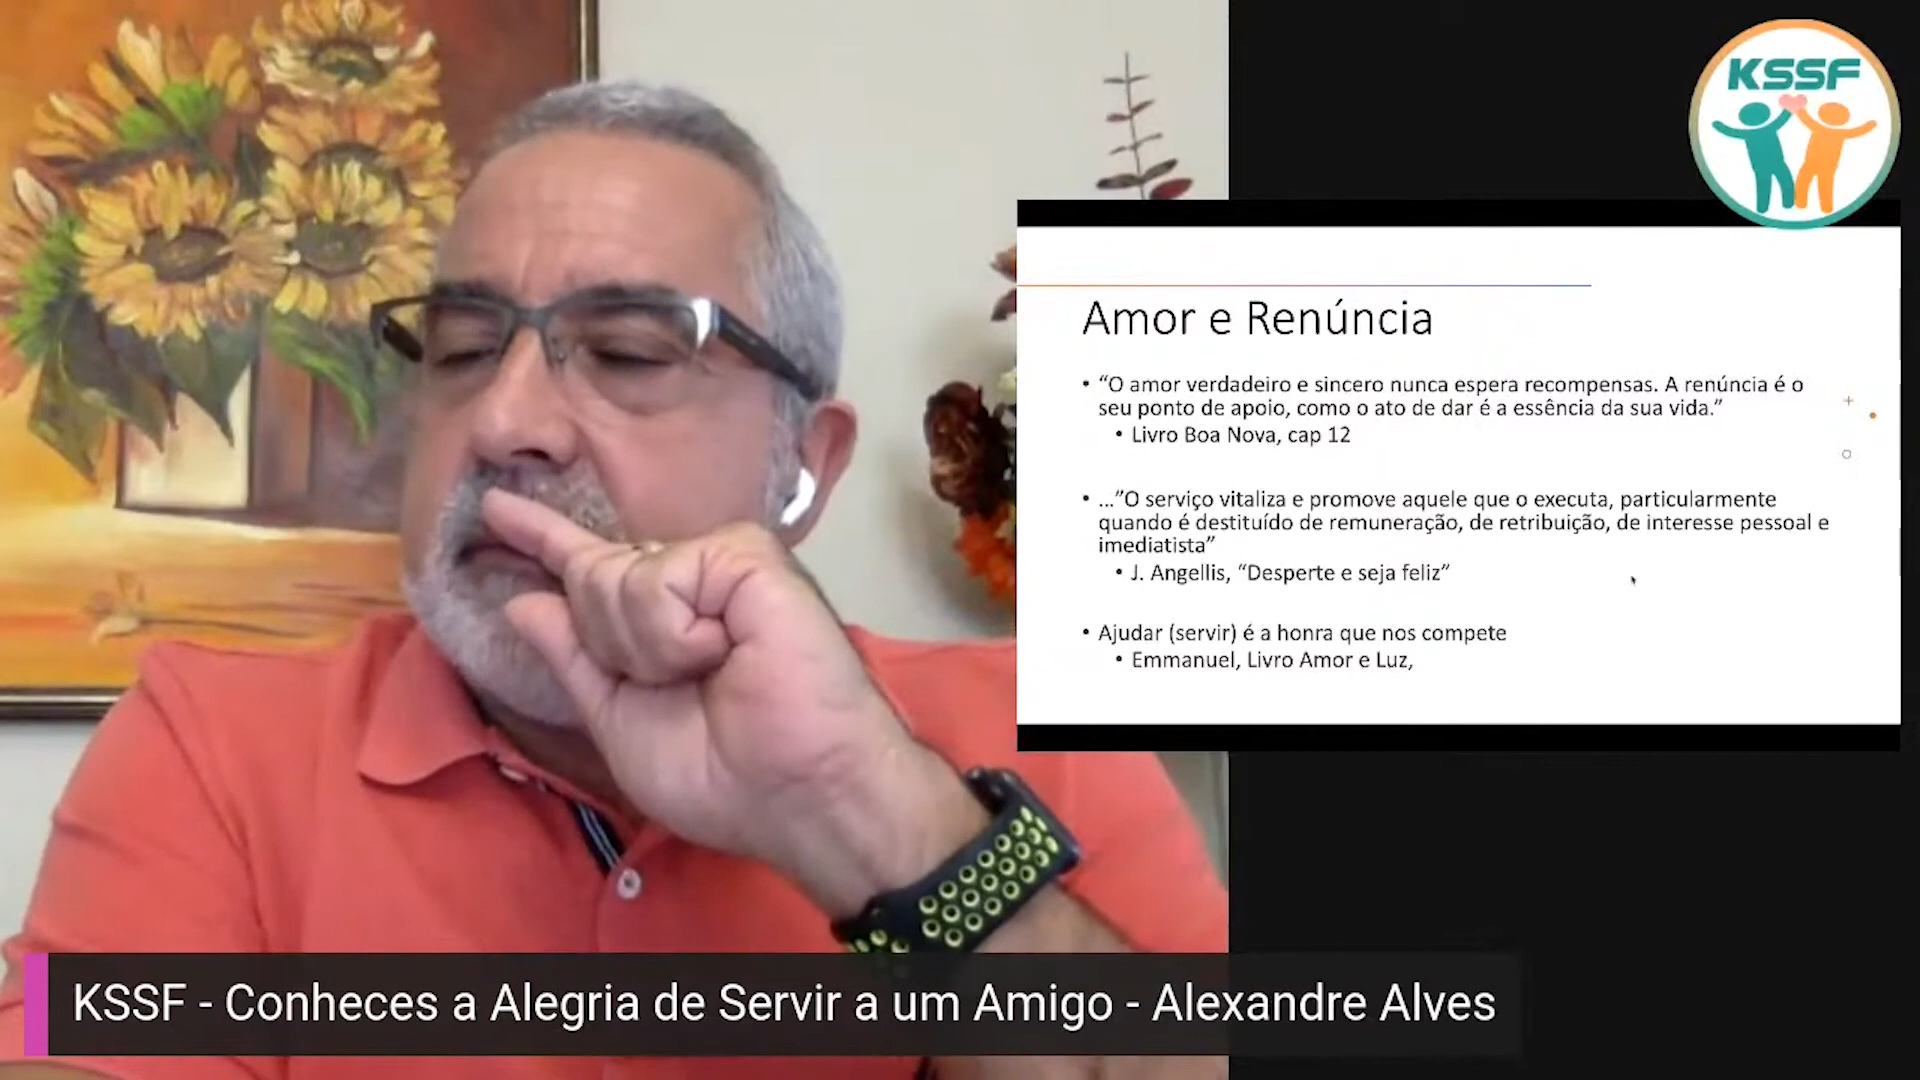 KSSF
Amor e Renúncia
• “O amor verdadeiro e sincero nunca espera recompensas. A renúncia é o
seu ponto de apoio, como o ato de dar é a essência da sua vida.”
• Livro Boa Nova, cap 12
• ...”O serviço vitaliza e promove aquele que o executa, particularmente
quando é destituído de remuneração, de retribuição, de interesse pessoal e
imediatista”
• J. Angellis, “Desperte e seja feliz”
• Ajudar (servir) é a honra que nos compete
• Emmanuel, Livro Amor e Luz,
KSSF - Conheces a Alegria de Servir a um Amigo - Alexandre Alves